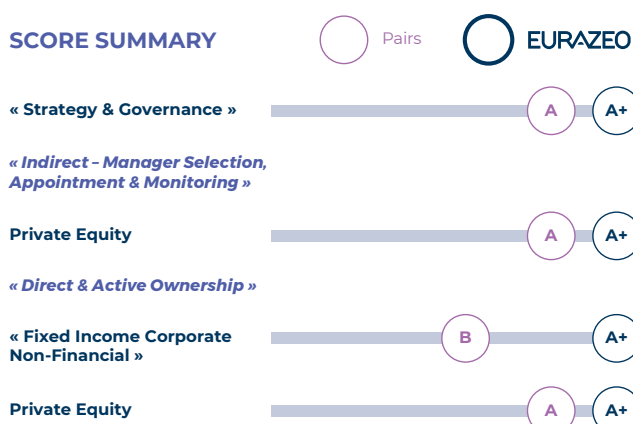 SCORE SUMMARY Pairs EURAZEO
« Strategy & Governance » A A+
« Indirect – Manager Selection,
Appointment & Monitoring »
Private Equity A A+
« Direct & Active Ownership »
« Fixed Income Corporate
Non-Financial » B A+
Private Equity A A+